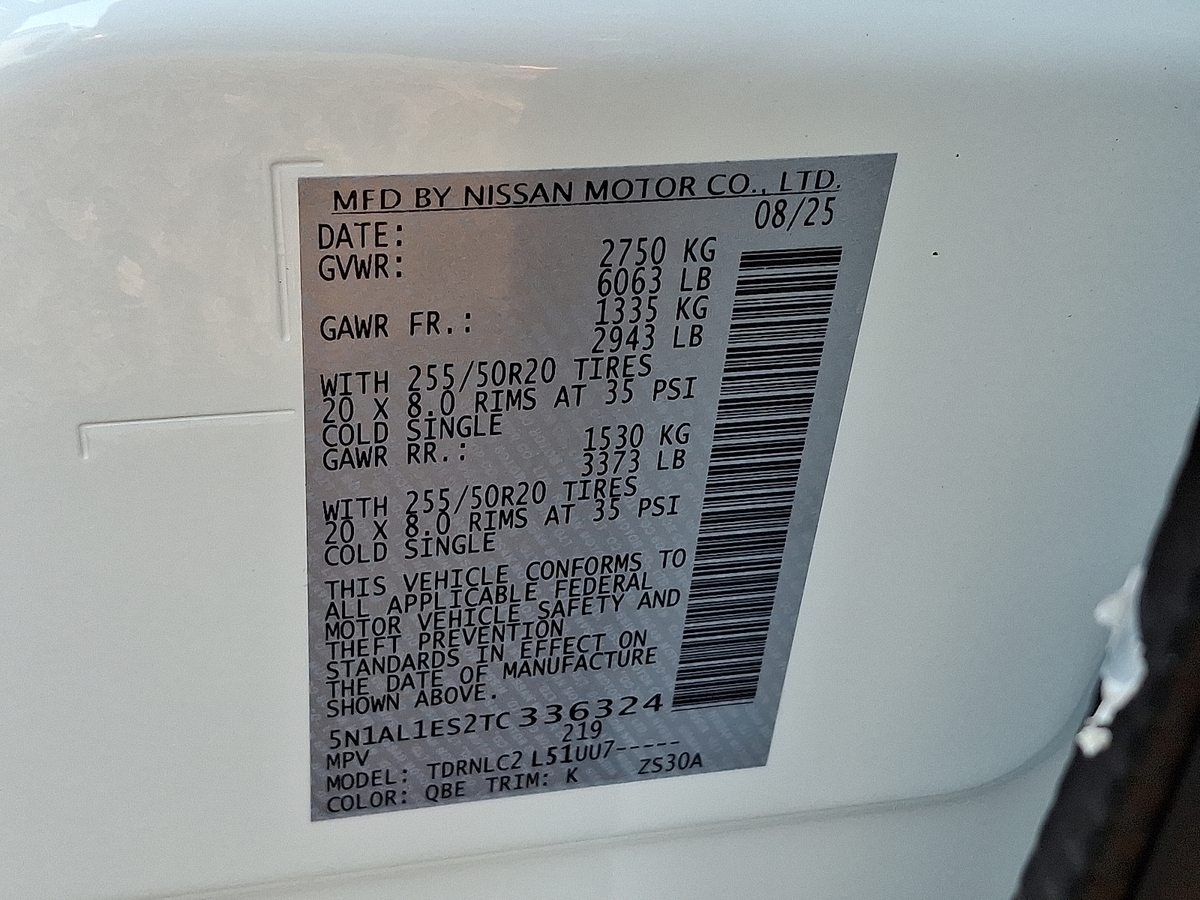 MFD BY NISSAN MOTOR CO., LTD.
DATE: 08/25
GVWR: 2750 KG
6063 LB
GAWR FR.: 1335 KG
2943 LB
WITH 255/50R20 TIRES
20 X 8.0 RIMS AT 35 PSI
COLD SINGLE
GAWR RR.: 1530 KG
3373 LB
WITH 255/50R20 TIRES
20 X 8.0 RIMS AT 35 PSI
COLD SINGLE
THIS VEHICLE CONFORMS TO
ALL APPLICABLE FEDERAL
MOTOR VEHICLE SAFETY AND
THEFT PREVENTION
STANDARDS IN EFFECT ON
THE DATE OF MANUFACTURE
SHOWN ABOVE.
5N1AL1ES2TC336324
MPV 219
MODEL: TDRNLC2 L51UU7-----
COLOR: QBE TRIM: K ZS30A